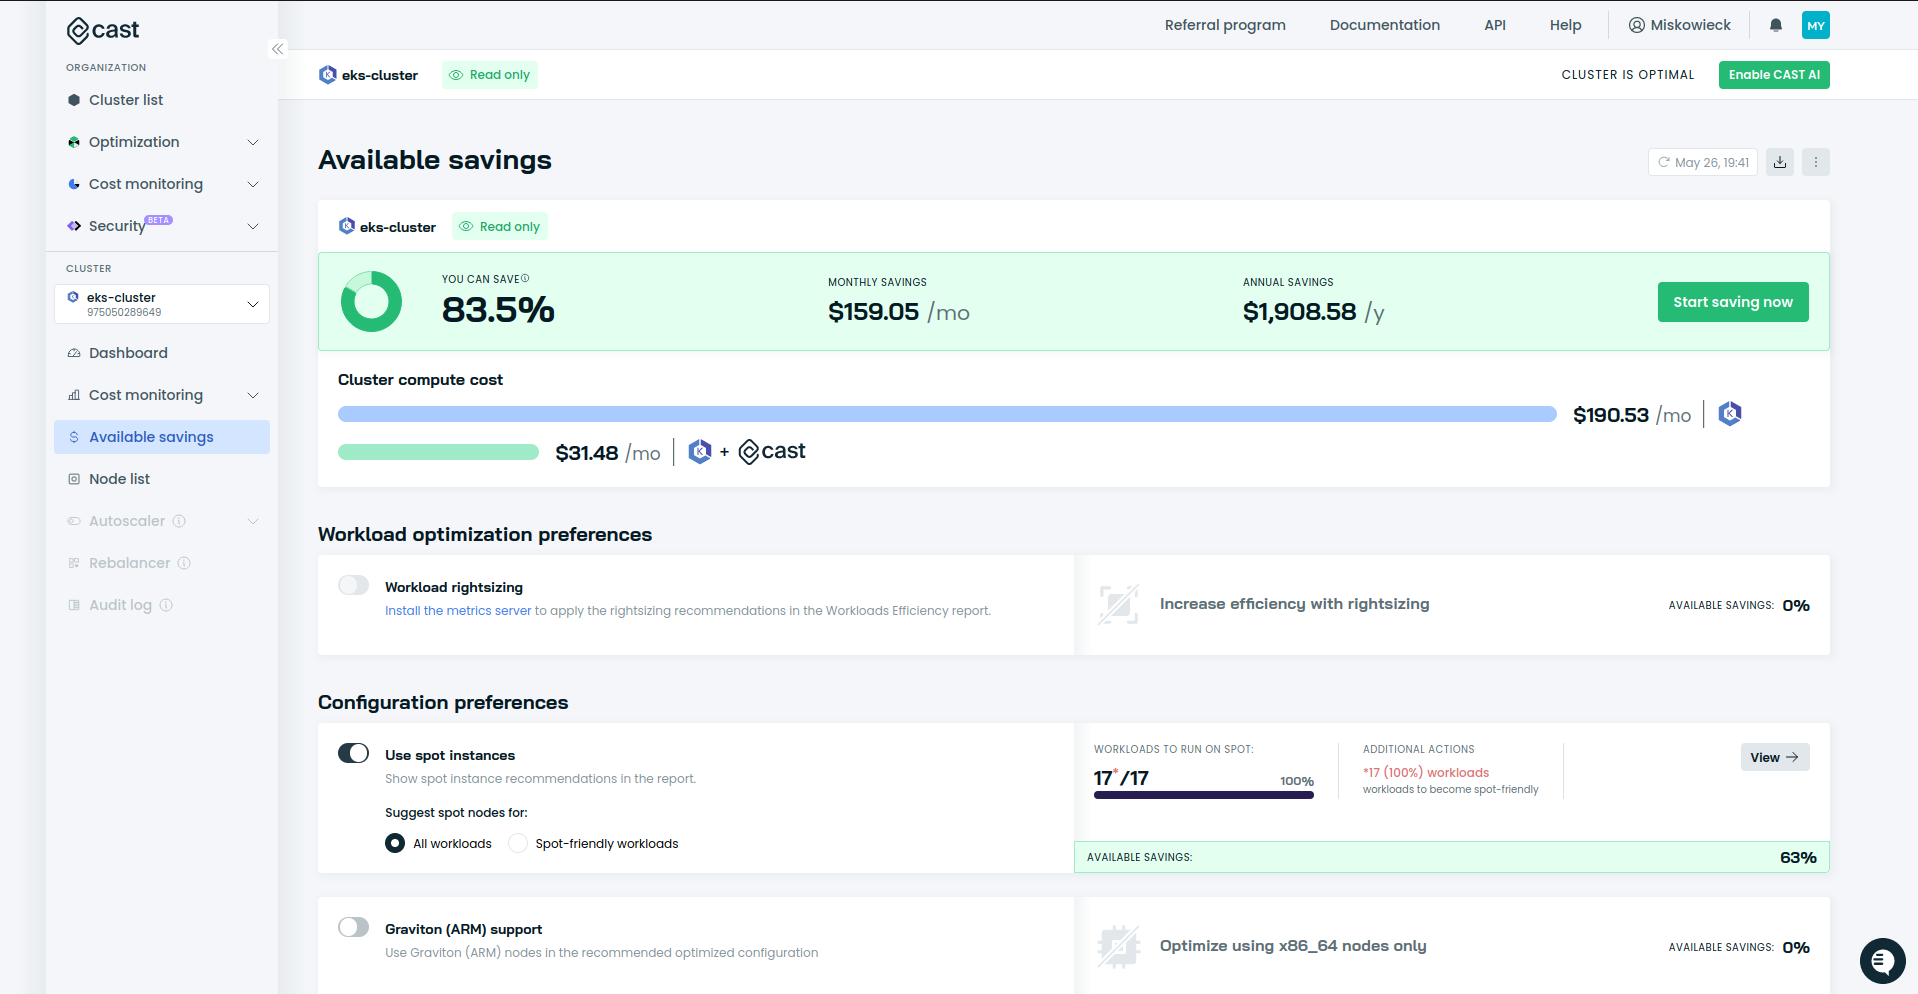 cast
Referral program
Documentation
API
Help
Miskowieck
MY
ORGANIZATION
Cluster list
Optimization
Cost monitoring
Security BETA
CLUSTER
eks-cluster
975050289649
Dashboard
Cost monitoring
Available savings
Node list
Autoscaler
Rebalancer
Audit log
eks-cluster
Read only
CLUSTER IS OPTIMAL
Enable CAST AI
Available savings
May 26, 19:41
eks-cluster
Read only
YOU CAN SAVE
83.5%
MONTHLY SAVINGS
$159.05 /mo
ANNUAL SAVINGS
$1,908.58 /y
Start saving now
Cluster compute cost
$190.53 /mo
$31.48 /mo
+ cast
Workload optimization preferences
Workload rightsizing
Install the metrics server to apply the rightsizing recommendations in the Workloads Efficiency report.
Increase efficiency with rightsizing
AVAILABLE SAVINGS: 0%
Configuration preferences
Use spot instances
Show spot instance recommendations in the report.
Suggest spot nodes for:
All workloads
Spot-friendly workloads
WORKLOADS TO RUN ON SPOT:
17*/17
100%
ADDITIONAL ACTIONS
*17 (100%) workloads
workloads to become spot-friendly
View
AVAILABLE SAVINGS:
63%
Graviton (ARM) support
Use Graviton (ARM) nodes in the recommended optimized configuration
Optimize using x86_64 nodes only
AVAILABLE SAVINGS: 0%